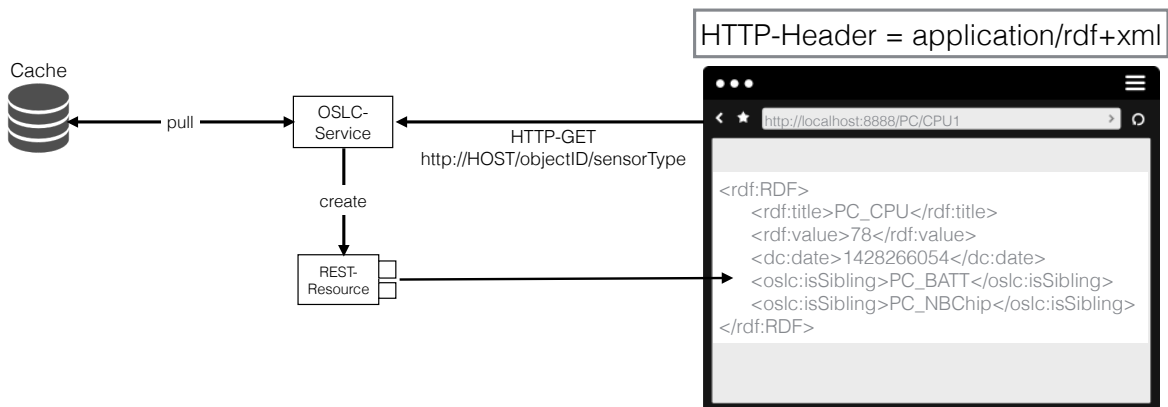 HTTP-Header = application/rdf+xml
Cache
pull
OSLC-
Service
HTTP-GET
http://HOST/objectID/sensorType
create
REST-
Resource
http://localhost:8888/PC/CPU1
<rdf:RDF>
<rdf:title>PC_CPU</rdf:title>
<rdf:value>78</rdf:value>
<dc:date>1428266054</dc:date>
<oslc:isSibling>PC_BATT</oslc:isSibling>
<oslc:isSibling>PC_NBChip</oslc:isSibling>
</rdf:RDF>